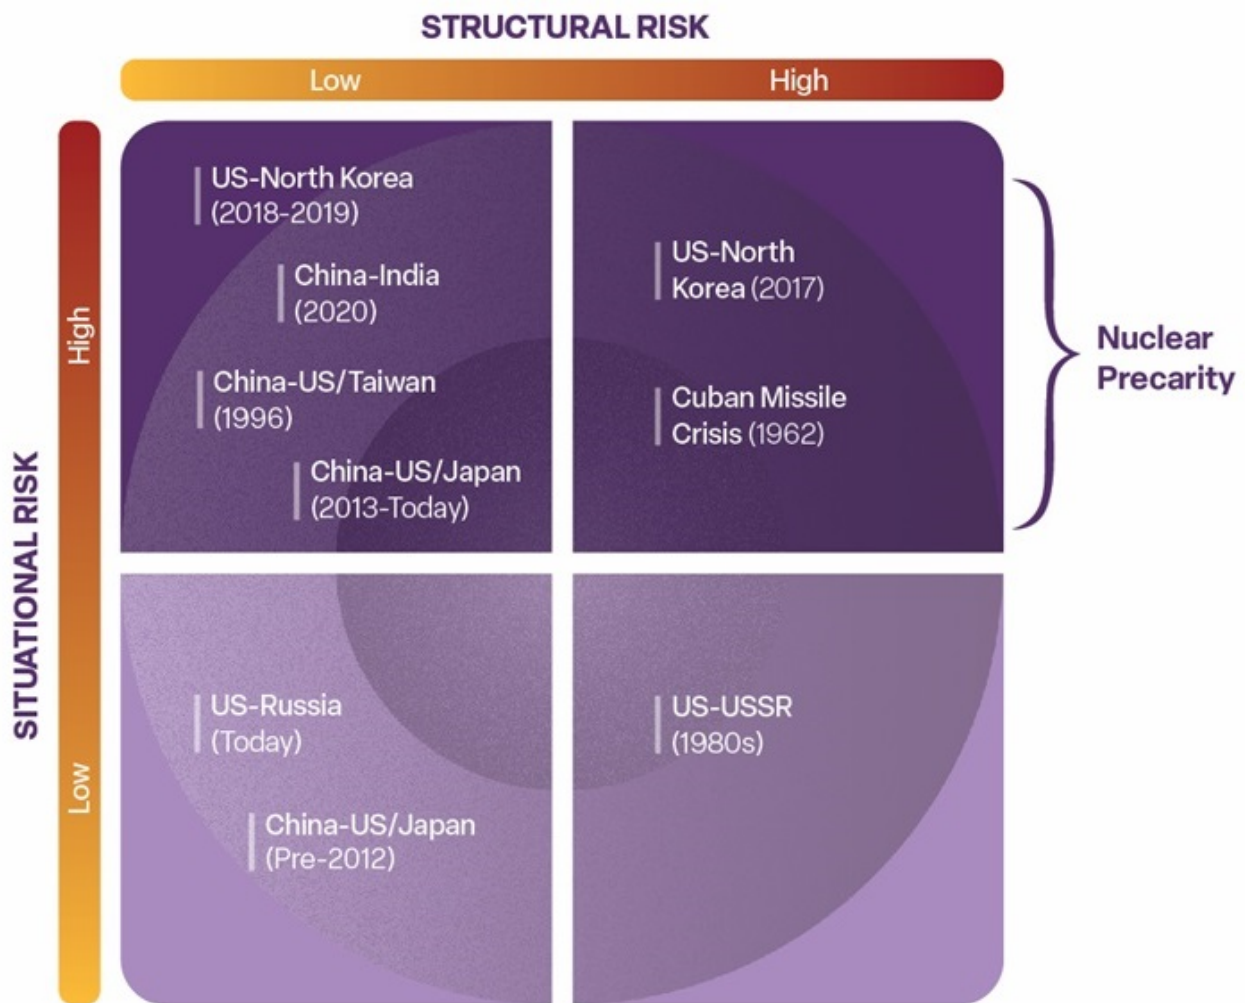 STRUCTURAL RISK
Low
High
SITUATIONAL RISK
High
Low
US-North Korea
(2018-2019)
China-India
(2020)
China-US/Taiwan
(1996)
China-US/Japan
(2013-Today)
US-North
Korea (2017)
Cuban Missile
Crisis (1962)
Nuclear
Precarity
US-Russia
(Today)
China-US/Japan
(Pre-2012)
US-USSR
(1980s)